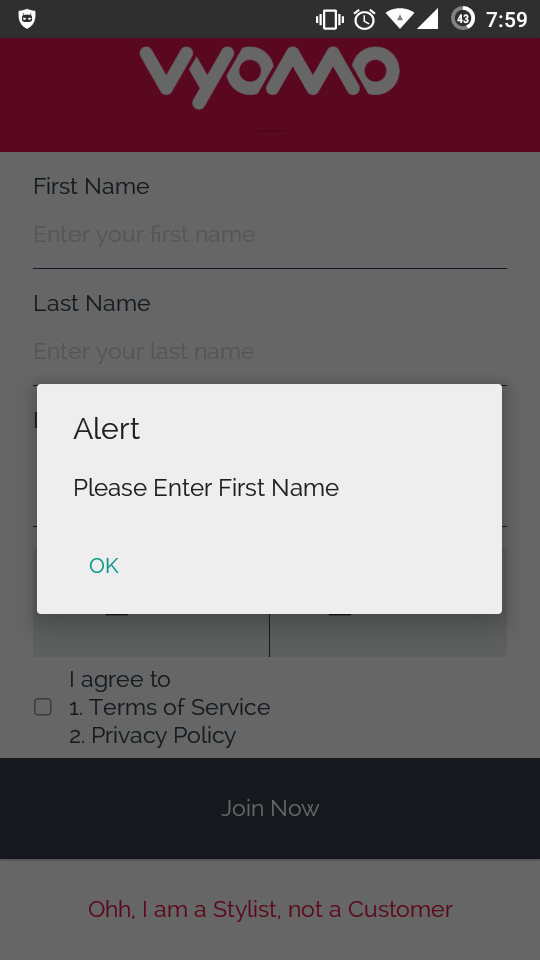 43 7:59
VYOMO
First Name
Enter your first name
Last Name
Enter your last name
Alert
Please Enter First Name
OK
I agree to
1. Terms of Service
2. Privacy Policy
Join Now
Ohh, I am a Stylist, not a Customer